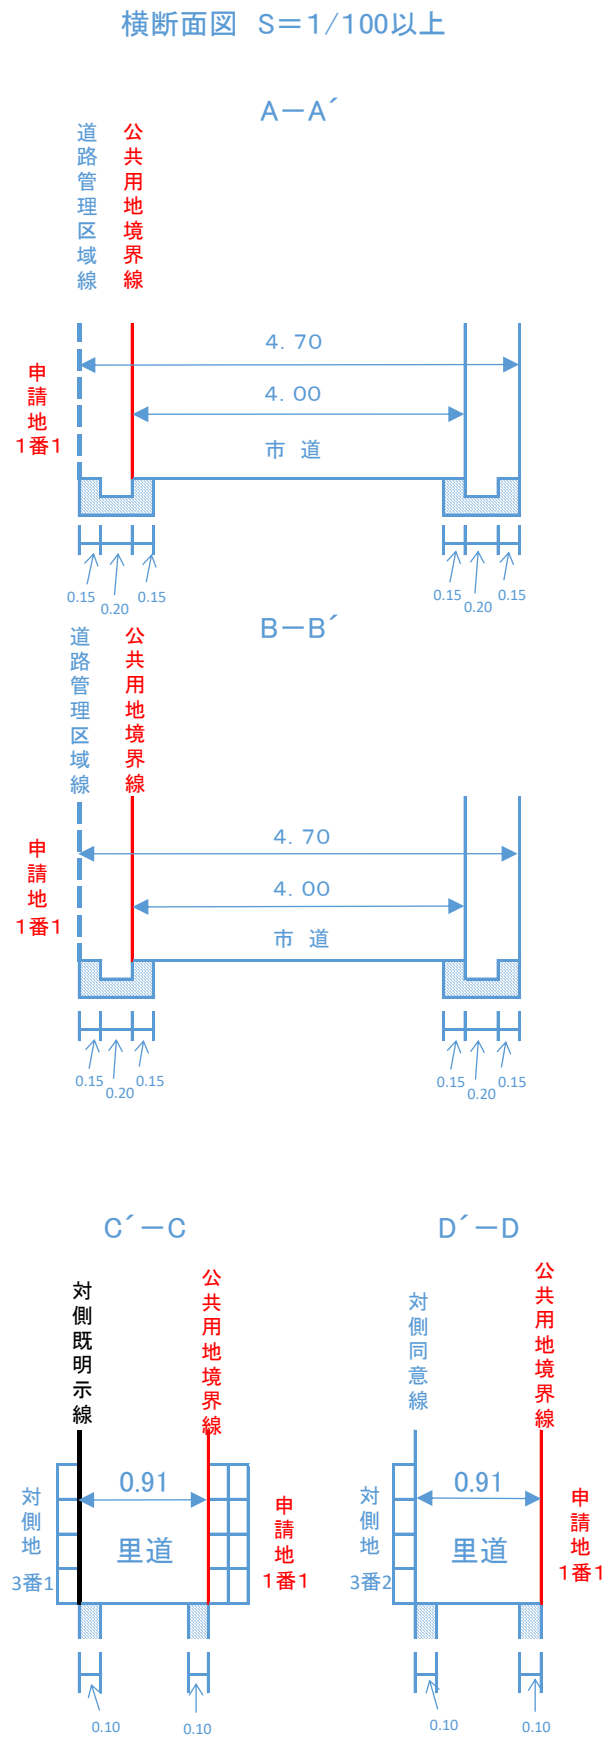 横断面図 S＝1/100以上
A－A´
道路管理区域線
公共用地境界線
4．70
4．00
市 道
申請地
1番1
0.15
0.20
0.15
0.15
0.20
0.15
B－B´
道路管理区域線
公共用地境界線
4．70
4．00
市 道
申請地
1番1
0.15
0.20
0.15
0.15
0.20
0.15
C´－C
対側既明示線
公共用地境界線
0.91
里道
対側地
3番1
申請地
1番1
0.10
0.10
D´－D
対側同意線
公共用地境界線
0.91
里道
対側地
3番2
申請地
1番1
0.10
0.10